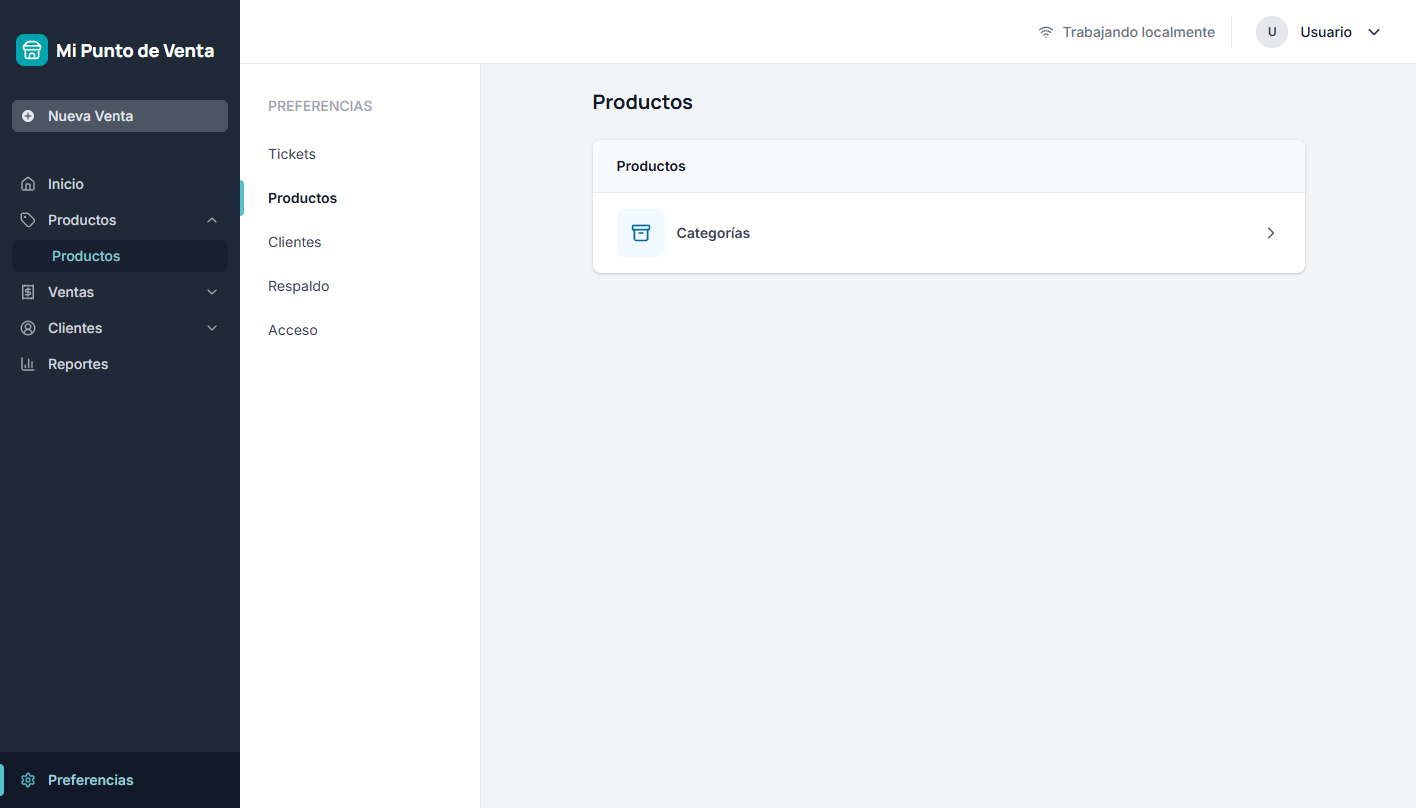 Mi Punto de Venta
Nueva Venta
Inicio
Productos
Productos
Ventas
Clientes
Reportes
Preferencias
Trabajando localmente
U
Usuario
PREFERENCIAS
Tickets
Productos
Clientes
Respaldo
Acceso
Productos
Productos
Categorías